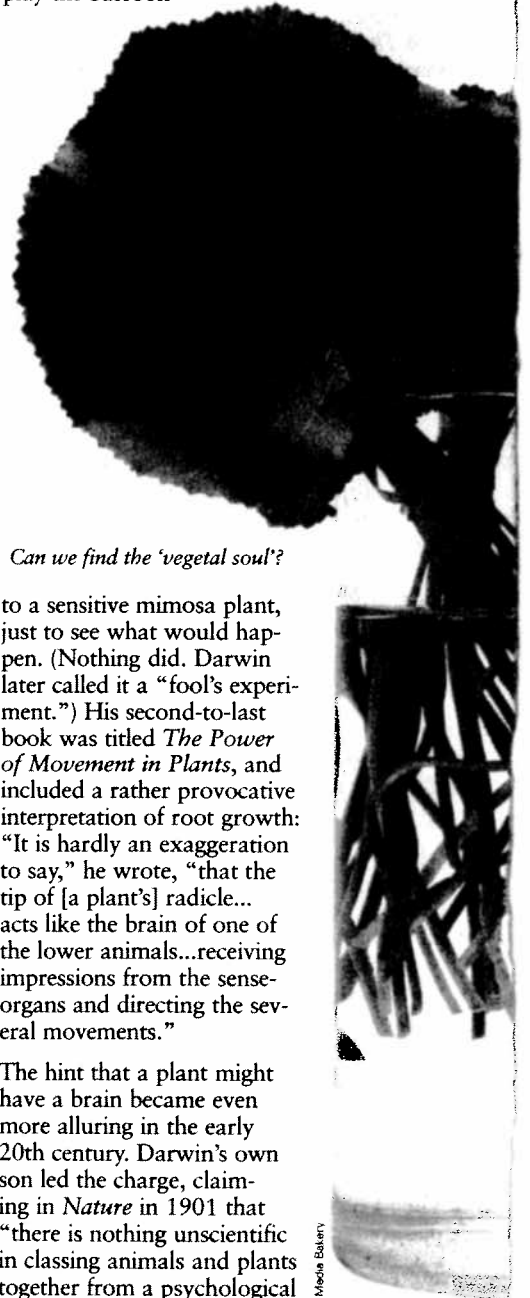 Can we find the ‘vegetal soul’?
to a sensitive mimosa plant,
just to see what would hap-
pen. (Nothing did. Darwin
later called it a “fool’s experi-
ment.”) His second-to-last
book was titled The Power
of Movement in Plants, and
included a rather provocative
interpretation of root growth:
“It is hardly an exaggeration
to say,” he wrote, “that the
tip of [a plant’s] radicle...
acts like the brain of one of
the lower animals...receiving
impressions from the sense-
organs and directing the sev-
eral movements.”
The hint that a plant might
have a brain became even
more alluring in the early
20th century. Darwin’s own
son led the charge, claim-
ing in Nature in 1901 that
“there is nothing unscientific
in classing animals and plants
together from a psychological
Media Bakery